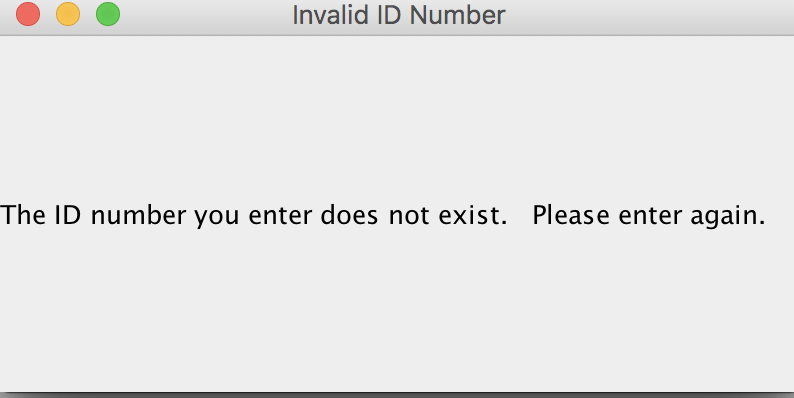 Invalid ID Number
The ID number you enter does not exist.   Please enter again.